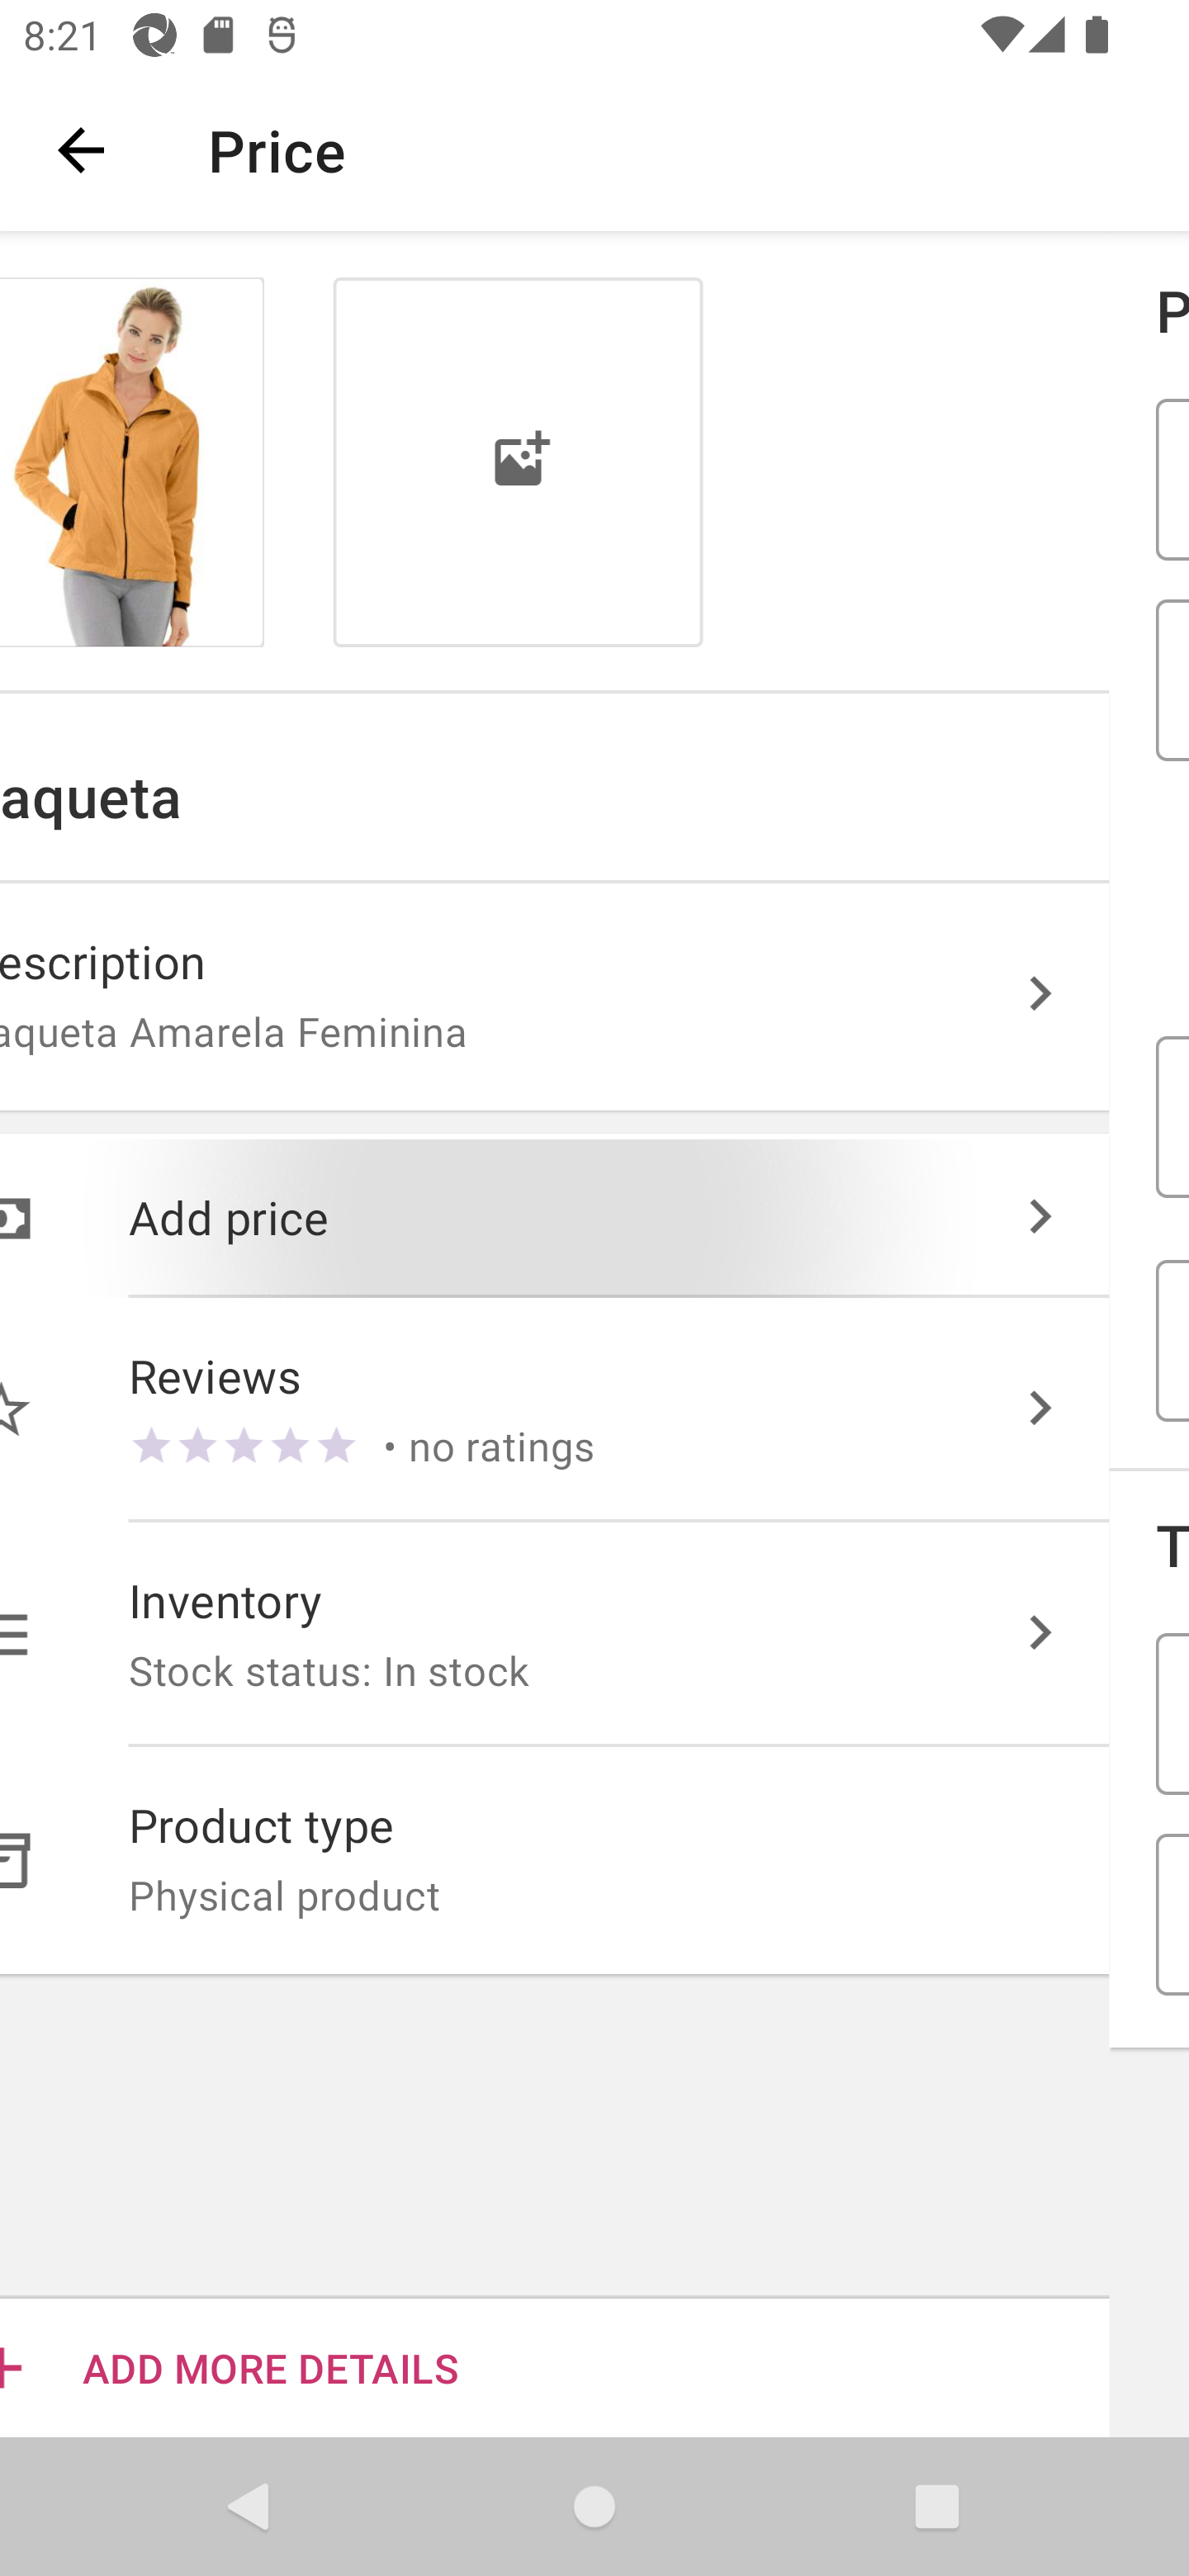 8:21
Price
P
aqueta
escription
aqueta Amarela Feminina
Add price
Reviews
• no ratings
Inventory
Stock status: In stock
T
Product type
Physical product
ADD MORE DETAILS